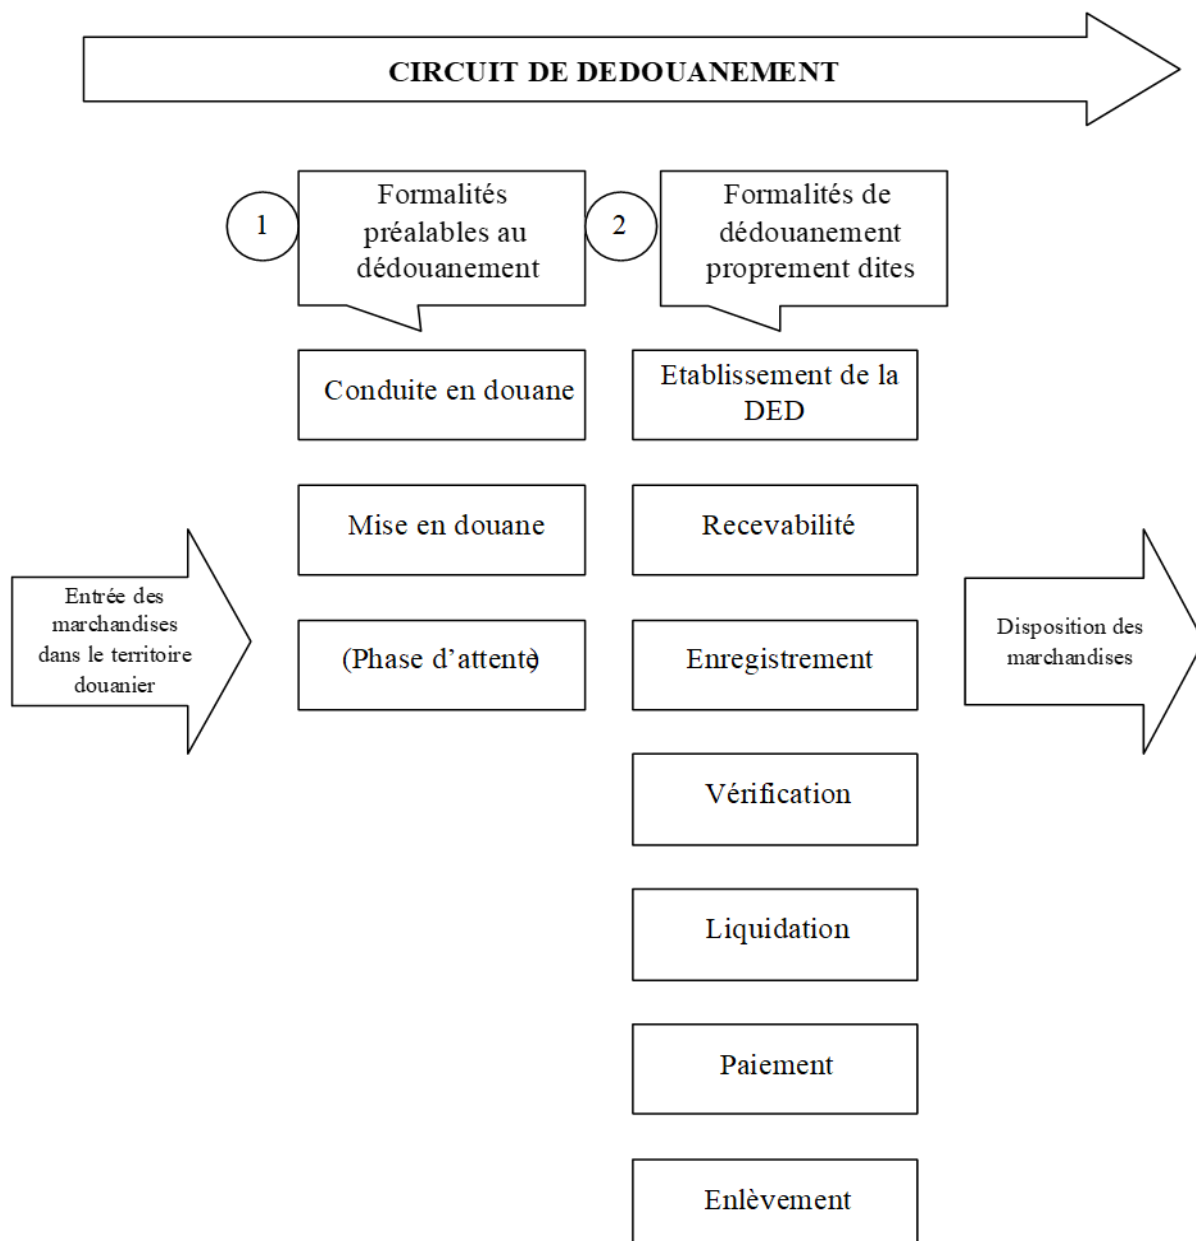 CIRCUIT DE DEDOUANEMENT
1
Formalités
préalables au
dédouanement
2
Formalités de
dédouanement
proprement dites
Conduite en douane
Etablissement de la
DED
Mise en douane
Recevabilité
Entrée des
marchandises
dans le territoire
douanier
(Phase d’attente)
Enregistrement
Disposition des
marchandises
Vérification
Liquidation
Paiement
Enlèvement